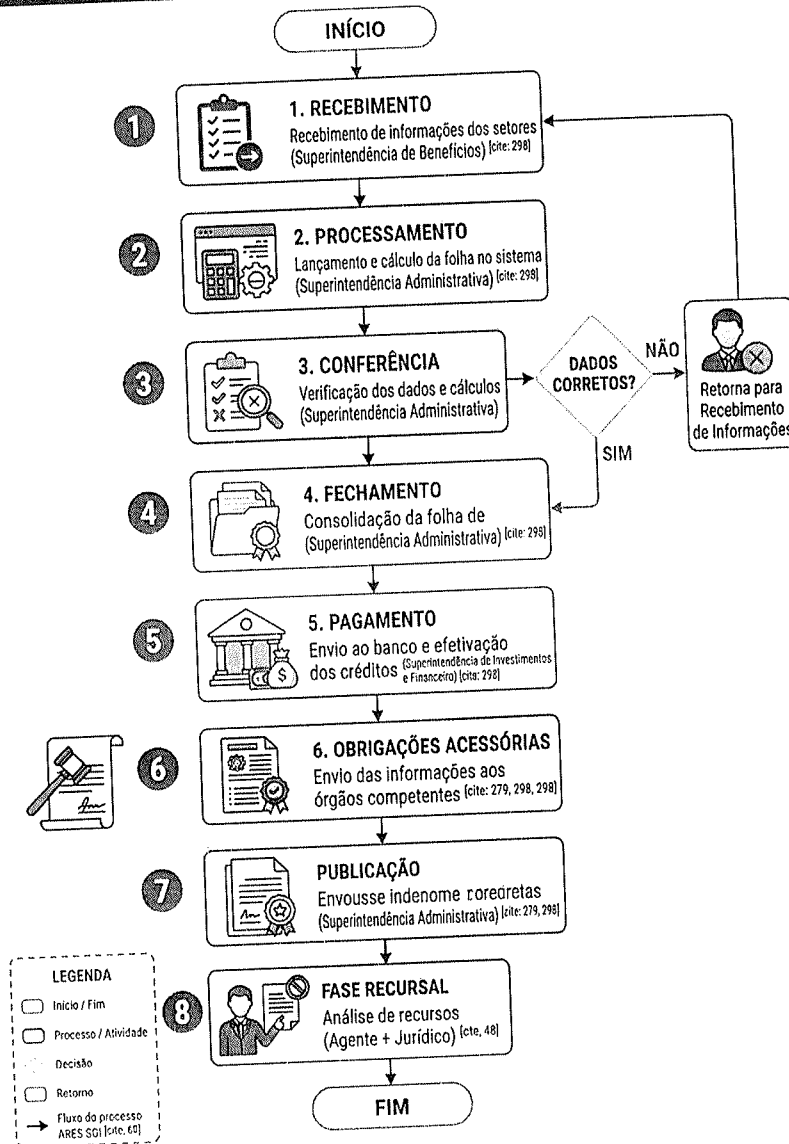 INÍCIO
1
1. RECEBIMENTO
Recebimento de informações dos setores
(Superintendência de Benefícios) [cite: 298]
2
2. PROCESSAMENTO
Lançamento e cálculo da folha no sistema
(Superintendência Administrativa) [cite: 298]
3
3. CONFERÊNCIA
Verificação dos dados e cálculos
(Superintendência Administrativa)
DADOS
CORRETOS?
NÃO
Retorna para
Recebimento
de Informações
SIM
4
4. FECHAMENTO
Consolidação da folha de
(Superintendência Administrativa) [cite: 298]
5
5. PAGAMENTO
Envio ao banco e efetivação
dos créditos (Superintendência de Investimentos
e Financeiro) [cita: 298]
6
6. OBRIGAÇÕES ACESSÓRIAS
Envio das informações aos
órgãos competentes [cite: 279, 298, 298]
7
PUBLICAÇÃO
Envousse indenome roredretas
(Superintendência Administrativa) [cite: 279, 298]
8
FASE RECURSAL
Análise de recursos
(Agente + Jurídico) [cte, 48]
FIM
LEGENDA
Início / Fim
Processo / Atividade
Decisão
Retorno
Fluxo do processo
ARES SGI [cite, 60]